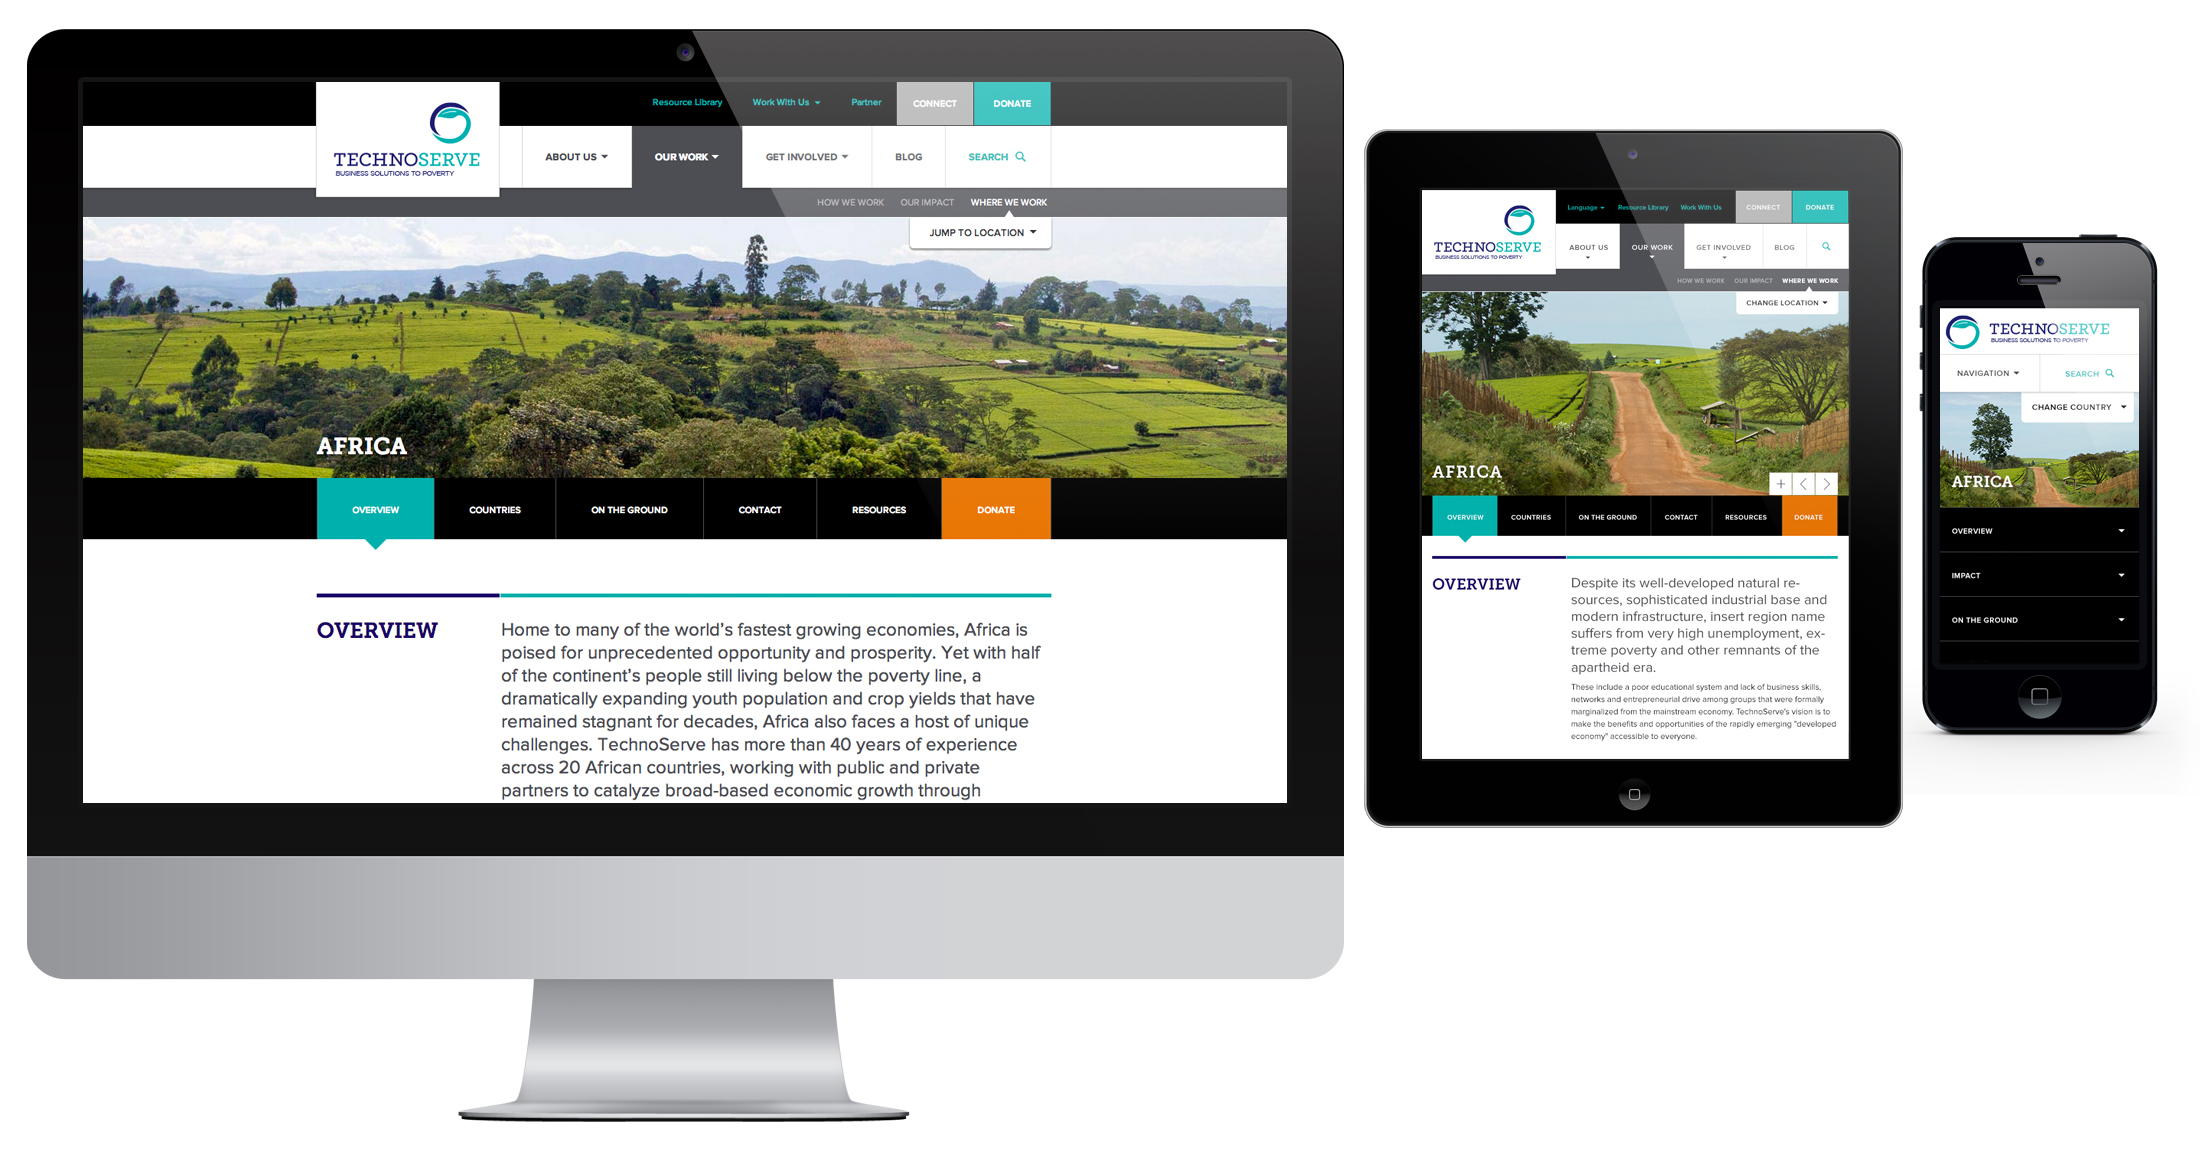 Resource Library Work With Us Partner CONNECT DONATE
TECHNOSERVE
BUSINESS SOLUTIONS TO POVERTY
ABOUT US OUR WORK GET INVOLVED BLOG SEARCH
HOW WE WORK OUR IMPACT WHERE WE WORK
JUMP TO LOCATION
AFRICA
OVERVIEW COUNTRIES ON THE GROUND CONTACT RESOURCES DONATE
OVERVIEW
Home to many of the world's fastest growing economies, Africa is
poised for unprecedented opportunity and prosperity. Yet with half
of the continent's people still living below the poverty line, a
dramatically expanding youth population and crop yields that have
remained stagnant for decades, Africa also faces a host of unique
challenges. TechnoServe has more than 40 years of experience
across 20 African countries, working with public and private
partners to catalyze broad-based economic growth through
Language Resource Library Work With Us CONNECT DONATE
TECHNOSERVE
BUSINESS SOLUTIONS TO POVERTY
ABOUT US OUR WORK GET INVOLVED BLOG
HOW WE WORK OUR IMPACT WHERE WE WORK
CHANGE LOCATION
AFRICA
OVERVIEW COUNTRIES ON THE GROUND CONTACT RESOURCES DONATE
OVERVIEW
Despite its well-developed natural re-
sources, sophisticated industrial base and
modern infrastructure, insert region name
suffers from very high unemployment, ex-
treme poverty and other remnants of the
apartheid era.
These include a poor educational system and lack of business skills,
networks and entrepreneurial drive among groups that were formally
marginalized from the mainstream economy. TechnoServe's vision is to
make the benefits and opportunities of the rapidly emerging "developed
economy" accessible to everyone.
TECHNOSERVE
BUSINESS SOLUTIONS TO POVERTY
NAVIGATION SEARCH
CHANGE COUNTRY
AFRICA
OVERVIEW
IMPACT
ON THE GROUND